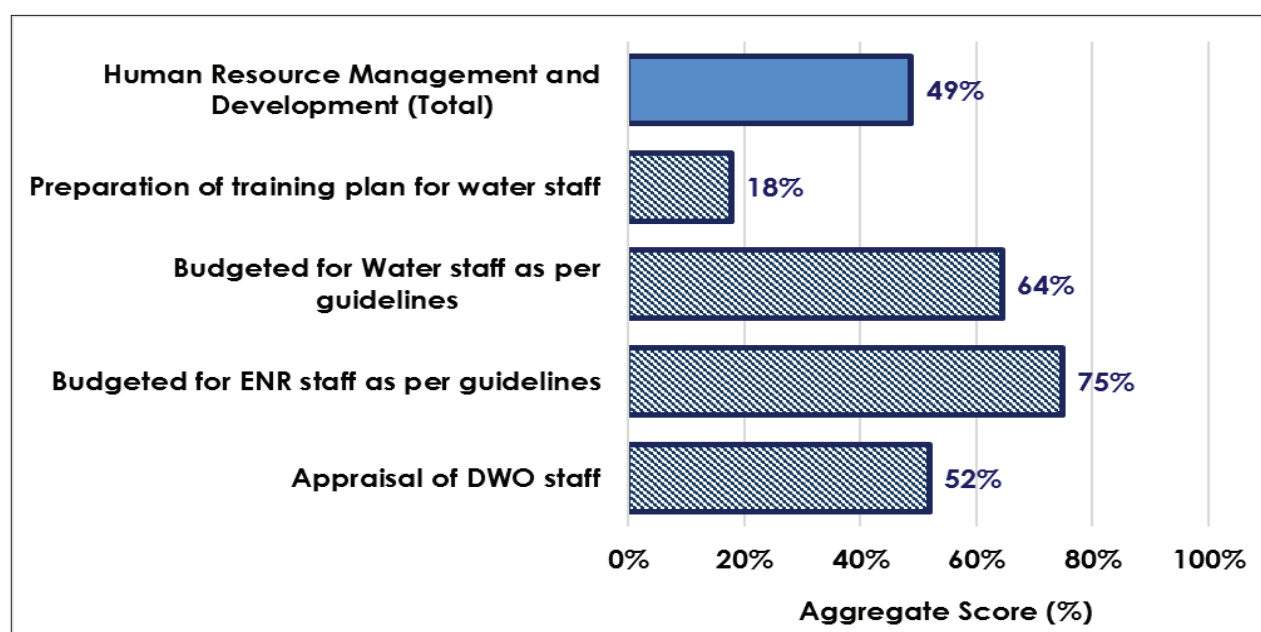 Human Resource Management and
Development (Total)
49%
Preparation of training plan for water staff
18%
Budgeted for Water staff as per
guidelines
64%
Budgeted for ENR staff as per guidelines
75%
Appraisal of DWO staff
52%
0% 20% 40% 60% 80% 100%
Aggregate Score (%)